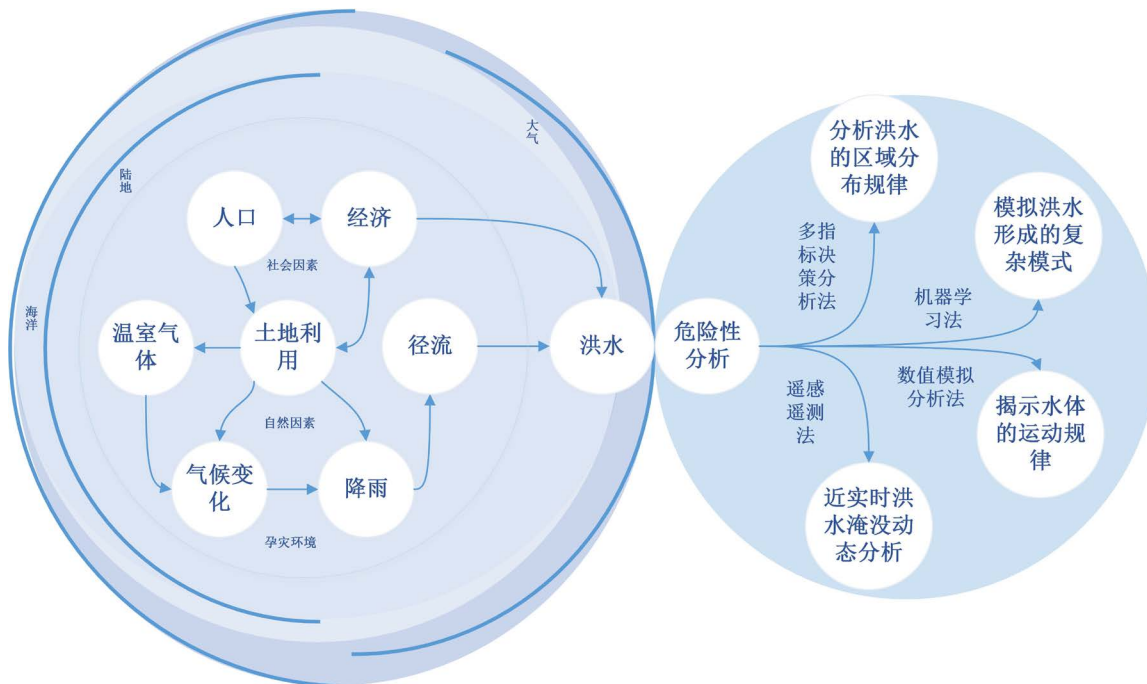 大
气
陆
地
海
洋
人口
经济
社会因素
温室气
体
土地利
用
径流
洪水
自然因素
气候变
化
降雨
孕灾环境
危险性
分析
分析洪水
的区域分
布规律
多指
标决
策分
析法
模拟洪水
形成的复
杂模式
机器学
习法
数值模拟
分析法
揭示水体
的运动规
律
遥感
遥测
法
近实时洪
水淹没动
态分析